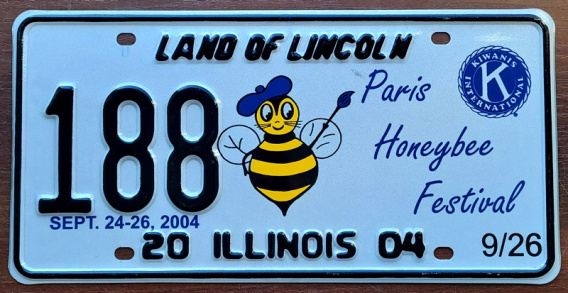 LAND OF LINCOLN
188
Paris
Honeybee
Festival
KIWANIS
K
INTERNATIONAL
SEPT. 24-26, 2004
20 ILLINOIS 04
9/26